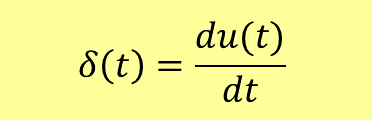 δ(t) = du(t)/dt